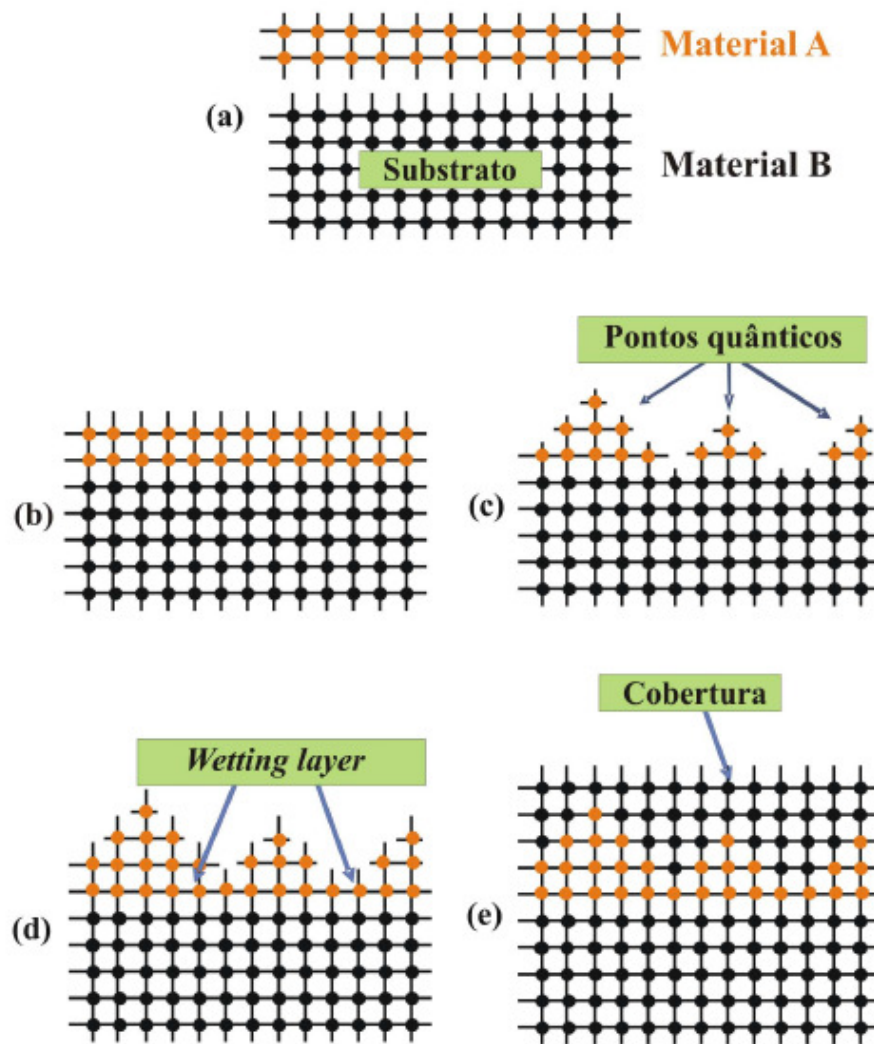 Material A
(a)
Substrato
Material B
Pontos quânticos
(b)
(c)
Cobertura
Wetting layer
(d)
(e)